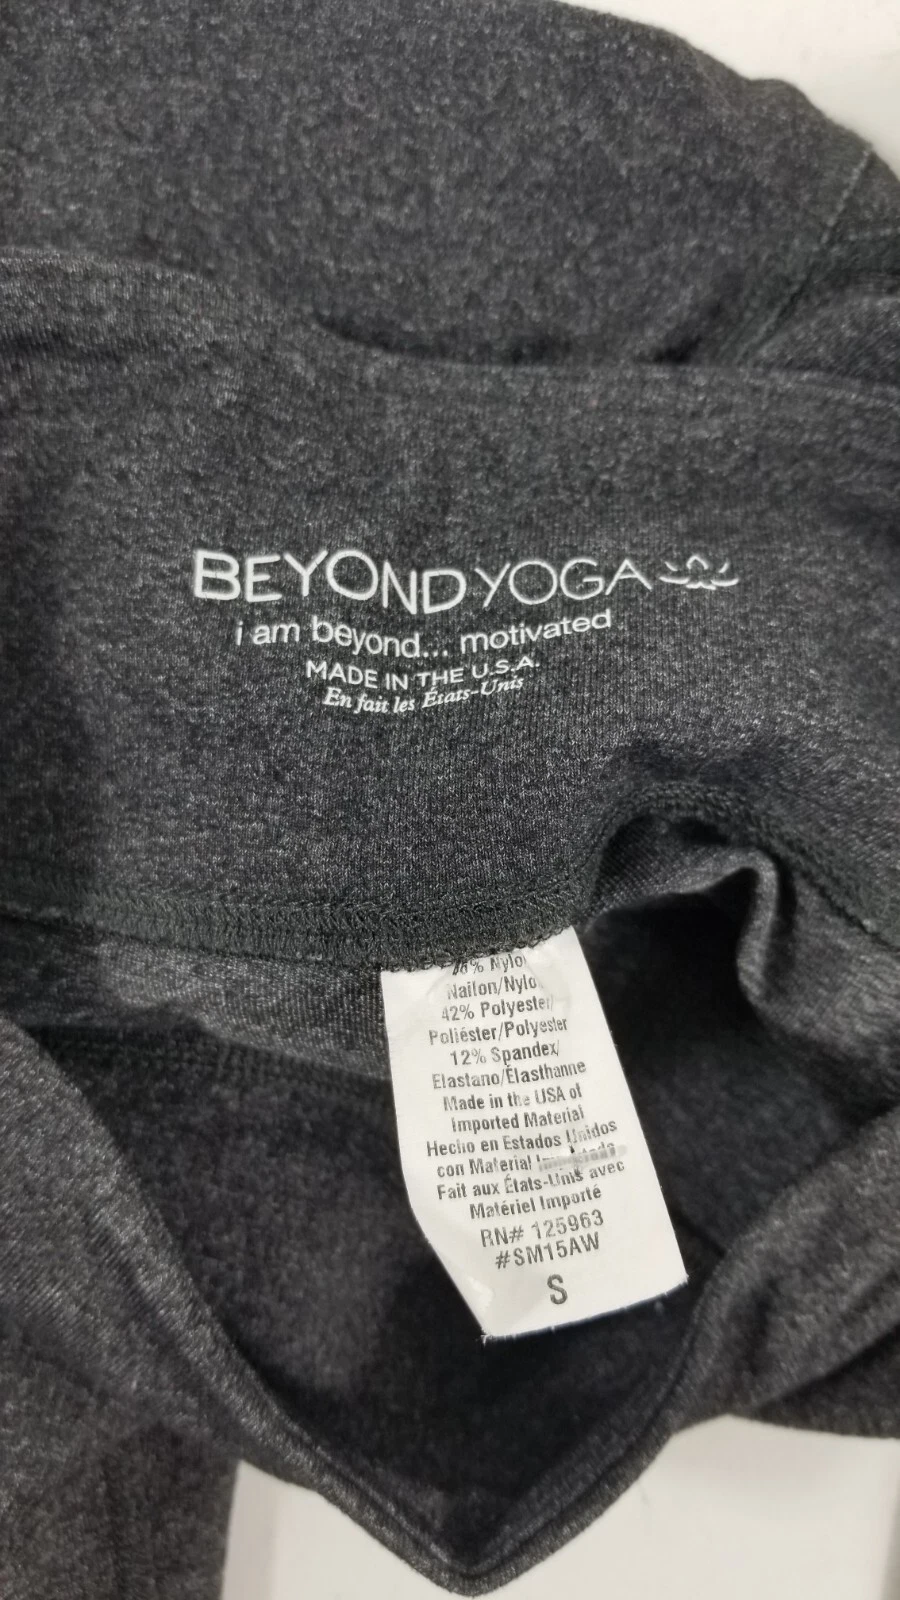 BEYOND YOGA
i am beyond... motivated
MADE IN THE U.S.A.
En fait les États-Unis
% Nylo
Nailon/Nylo
42% Polyester/
Poliéster/Polyester
12% Spandex/
Elastano/Élasthanne
Made in the USA of
Imported Material
Hecho en Estados Unidos
con Material
Fait aux États-Unis avec
Matériel Importé
RN# 125963
#SM15AW
S